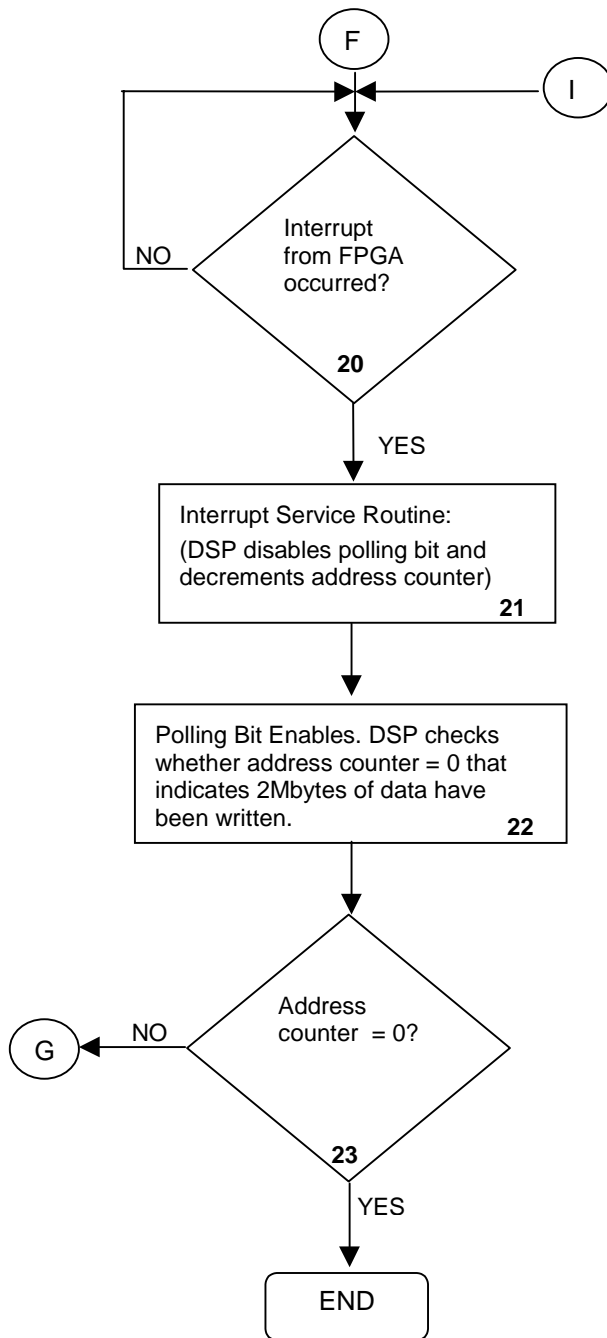 F
I
Interrupt
from FPGA
occurred?
NO
20
YES
Interrupt Service Routine:
(DSP disables polling bit and
decrements address counter)
21
Polling Bit Enables. DSP checks
whether address counter = 0 that
indicates 2Mbytes of data have
been written.
22
Address
counter = 0?
NO
G
23
YES
END